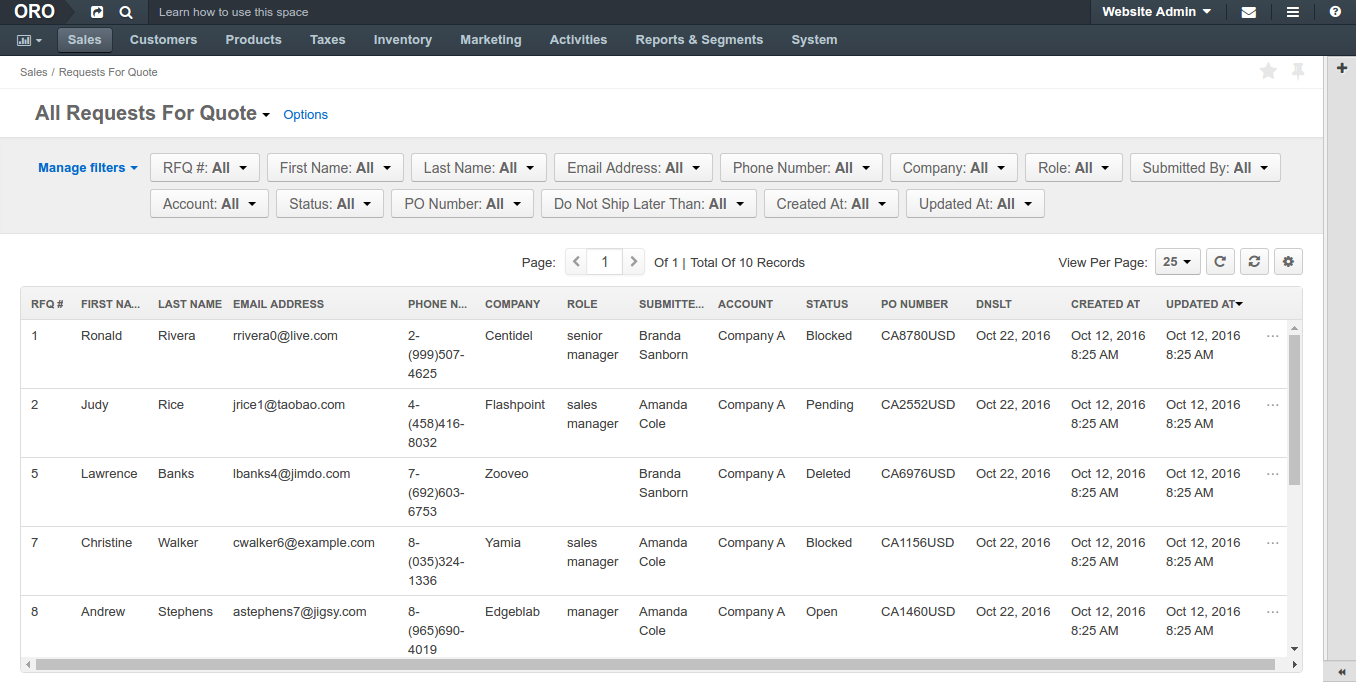 ORO Learn how to use this space Website Admin
Sales Customers Products Taxes Inventory Marketing Activities Reports & Segments System
Sales / Requests For Quote
All Requests For Quote Options
Manage filters RFQ #: All First Name: All Last Name: All Email Address: All Phone Number: All Company: All Role: All Submitted By: All
Account: All Status: All PO Number: All Do Not Ship Later Than: All Created At: All Updated At: All
Page: 1 Of 1 | Total Of 10 Records View Per Page: 25
RFQ # FIRST NA... LAST NAME EMAIL ADDRESS PHONE N... COMPANY ROLE SUBMITTE... ACCOUNT STATUS PO NUMBER DNSLT CREATED AT UPDATED AT
1 Ronald Rivera rrivera0@live.com 2- Centidel senior Branda Company A Blocked CA8780USD Oct 22, 2016 Oct 12, 2016 Oct 12, 2016 ...
(999)507- manager Sanborn 8:25 AM 8:25 AM
4625
2 Judy Rice jrice1@taobao.com 4- Flashpoint sales Amanda Company A Pending CA2552USD Oct 22, 2016 Oct 12, 2016 Oct 12, 2016 ...
(458)416- manager Cole 8:25 AM 8:25 AM
8032
5 Lawrence Banks lbanks4@jimdo.com 7- Zooveo Branda Company A Deleted CA6976USD Oct 22, 2016 Oct 12, 2016 Oct 12, 2016 ...
(692)603- Sanborn 8:25 AM 8:25 AM
6753
7 Christine Walker cwalker6@example.com 8- Yamia sales Amanda Company A Blocked CA1156USD Oct 22, 2016 Oct 12, 2016 Oct 12, 2016 ...
(035)324- manager Cole 8:25 AM 8:25 AM
1336
8 Andrew Stephens astephens7@jigsy.com 8- Edgeblab manager Amanda Company A Open CA1460USD Oct 22, 2016 Oct 12, 2016 Oct 12, 2016 ...
(965)690- Cole 8:25 AM 8:25 AM
4019